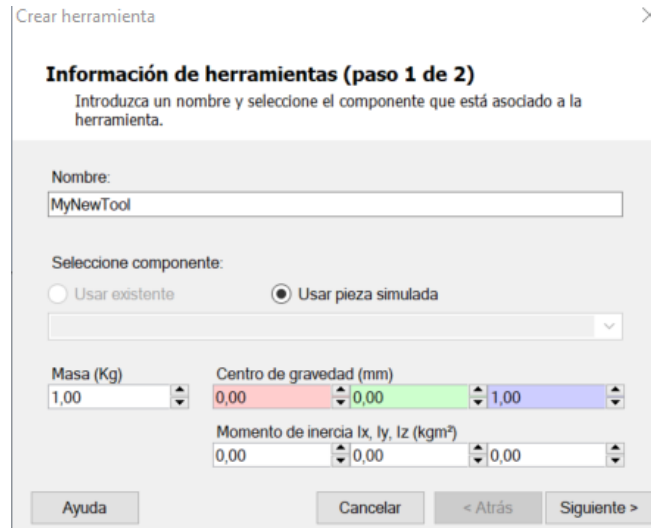 Crear herramienta
Información de herramientas (paso 1 de 2)
Introduzca un nombre y seleccione el componente que está asociado a la
herramienta.
Nombre:
MyNewTool
Seleccione componente:
Usar existente Usar pieza simulada
Masa (Kg) Centro de gravedad (mm)
1,00 0,00 0,00 1,00
Momento de inercia Ix, Iy, Iz (kgm²)
0,00 0,00 0,00
Ayuda Cancelar < Atrás Siguiente >